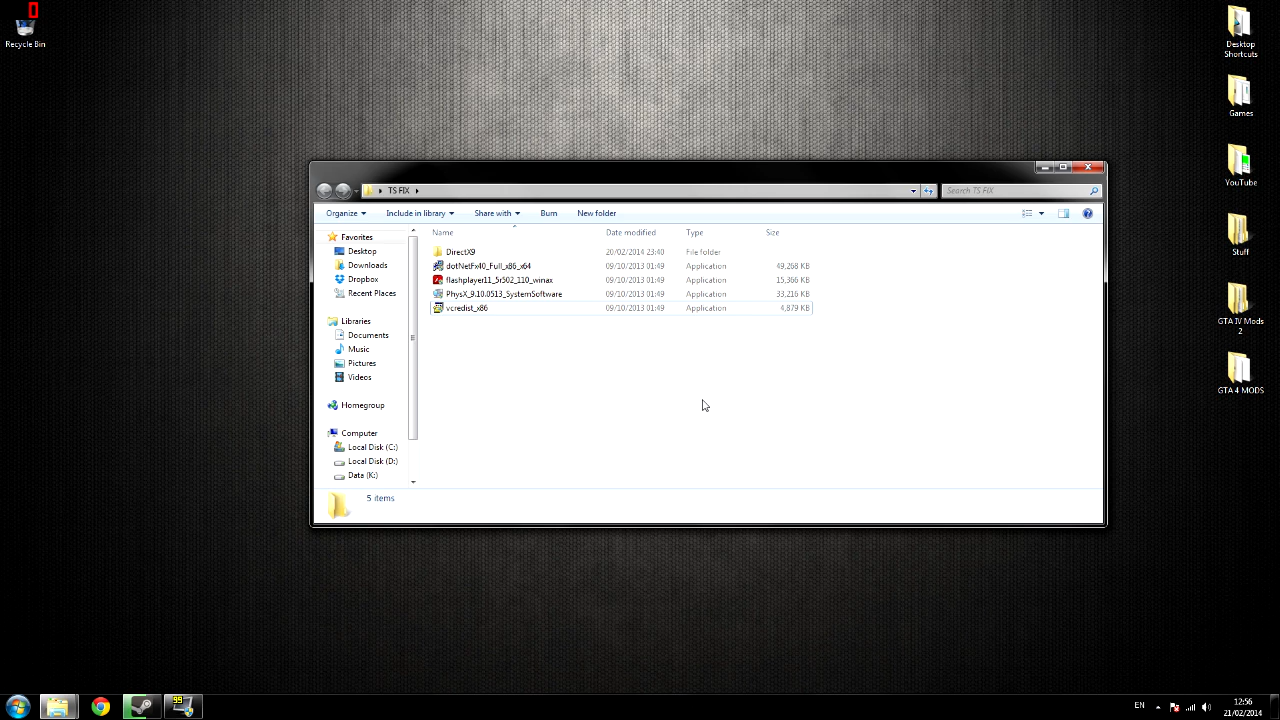 0
Recycle Bin
Desktop
Shortcuts
Games
YouTube
Stuff
GTA IV Mods
2
GTA 4 MODS
TS FIX
Search TS FIX
Organize
Include in library
Share with
Burn
New folder
Favorites
Desktop
Downloads
Dropbox
Recent Places
Libraries
Documents
Music
Pictures
Videos
Homegroup
Computer
Local Disk (C:)
Local Disk (D:)
Data (K:)
Name Date modified Type Size
DirectX9 20/02/2014 23:40 File folder
dotNetFx40_Full_x86_x64 09/10/2013 01:49 Application 49,268 KB
flashplayer11_5r502_110_winax 09/10/2013 01:49 Application 15,366 KB
PhysX_9.10.0513_SystemSoftware 09/10/2013 01:49 Application 33,216 KB
vcredist_x86 09/10/2013 01:49 Application 4,879 KB
5 items
99
EN
12:56
21/02/2014